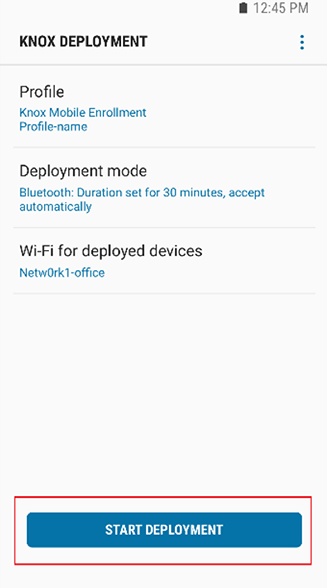 12:45 PM
KNOX DEPLOYMENT
Profile
Knox Mobile Enrollment
Profile-name
Deployment mode
Bluetooth: Duration set for 30 minutes, accept
automatically
Wi-Fi for deployed devices
Netw0rk1-office
START DEPLOYMENT